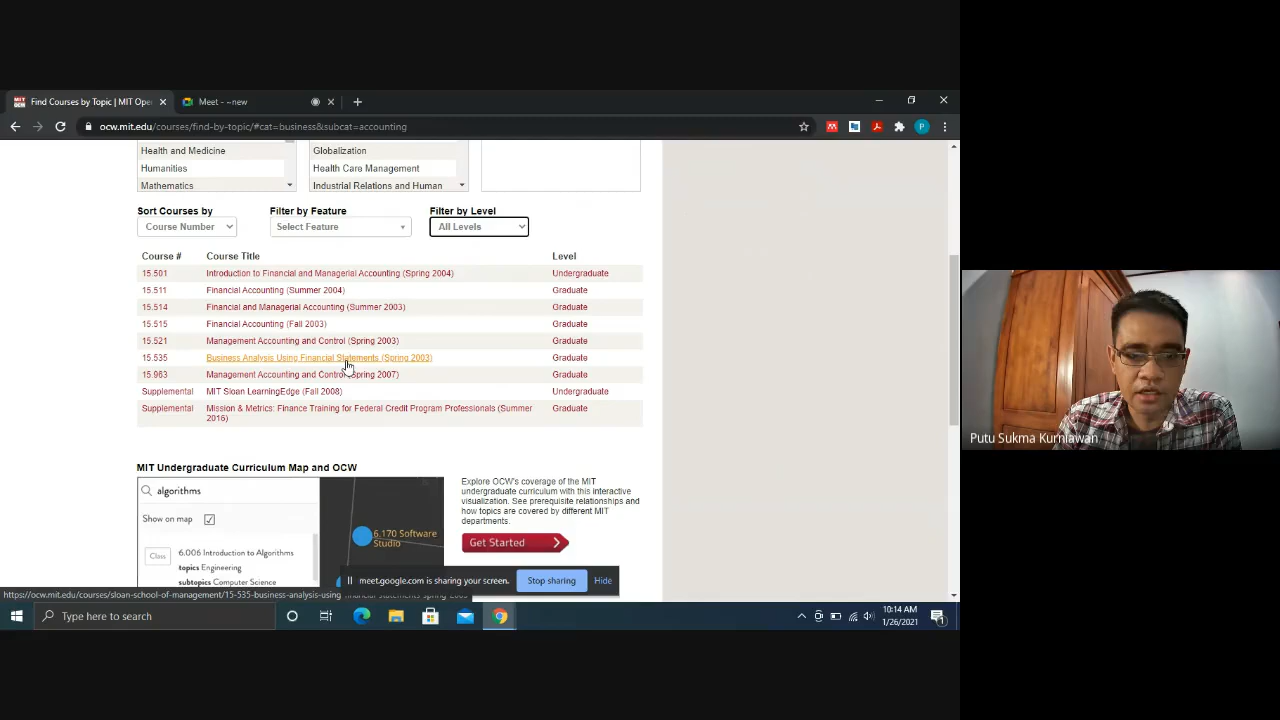 Find Courses by Topic | MIT Ope
Meet - ~new
ocw.mit.edu/courses/find-by-topic/#cat=business&subcat=accounting
Health and Medicine
Globalization
Humanities
Health Care Management
Mathematics
Industrial Relations and Human
Sort Courses by
Filter by Feature
Filter by Level
Course Number
Select Feature
All Levels
Course # Course Title Level
15.501 Introduction to Financial and Managerial Accounting (Spring 2004) Undergraduate
15.511 Financial Accounting (Summer 2004) Graduate
15.514 Financial and Managerial Accounting (Summer 2003) Graduate
15.515 Financial Accounting (Fall 2003) Graduate
15.521 Management Accounting and Control (Spring 2003) Graduate
15.535 Business Analysis Using Financial Statements (Spring 2003) Graduate
15.963 Management Accounting and Control (Spring 2007) Graduate
Supplemental MIT Sloan LearningEdge (Fall 2008) Undergraduate
Supplemental Mission & Metrics: Finance Training for Federal Credit Program Professionals (Summer Graduate
2016)
MIT Undergraduate Curriculum Map and OCW
algorithms
Show on map
Class
6.006 Introduction to Algorithms
topics Engineering
subtopics Computer Science
6.170 Software
Studio
Explore OCW's coverage of the MIT
undergraduate curriculum with this interactive
visualization. See prerequisite relationships and
how topics are covered by different MIT
departments.
Get Started
meet.google.com is sharing your screen.
Stop sharing
Hide
https://ocw.mit.edu/courses/sloan-school-of-management/15-535-business-analysis-using
Type here to search
10:14 AM
1/26/2021
Putu Sukma Kurniawan